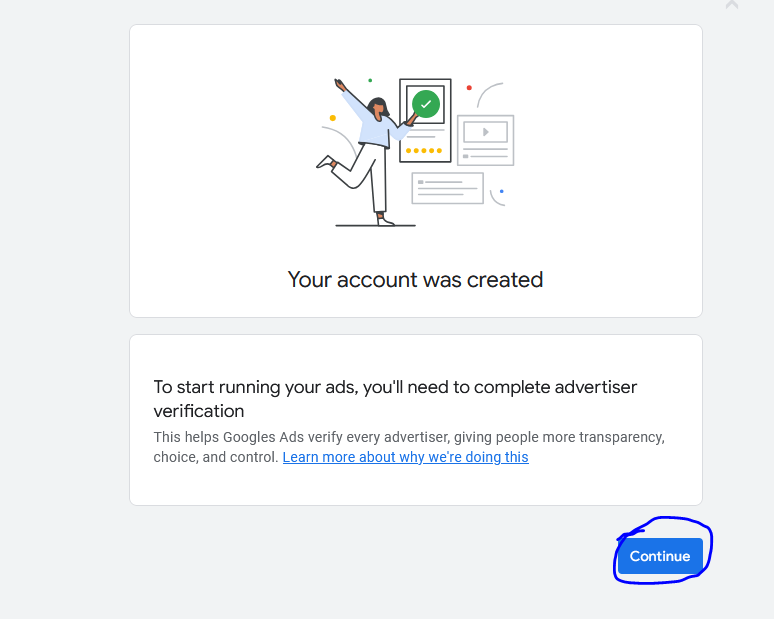 Your account was created
To start running your ads, you'll need to complete advertiser
verification
This helps Googles Ads verify every advertiser, giving people more transparency,
choice, and control. Learn more about why we're doing this
Continue